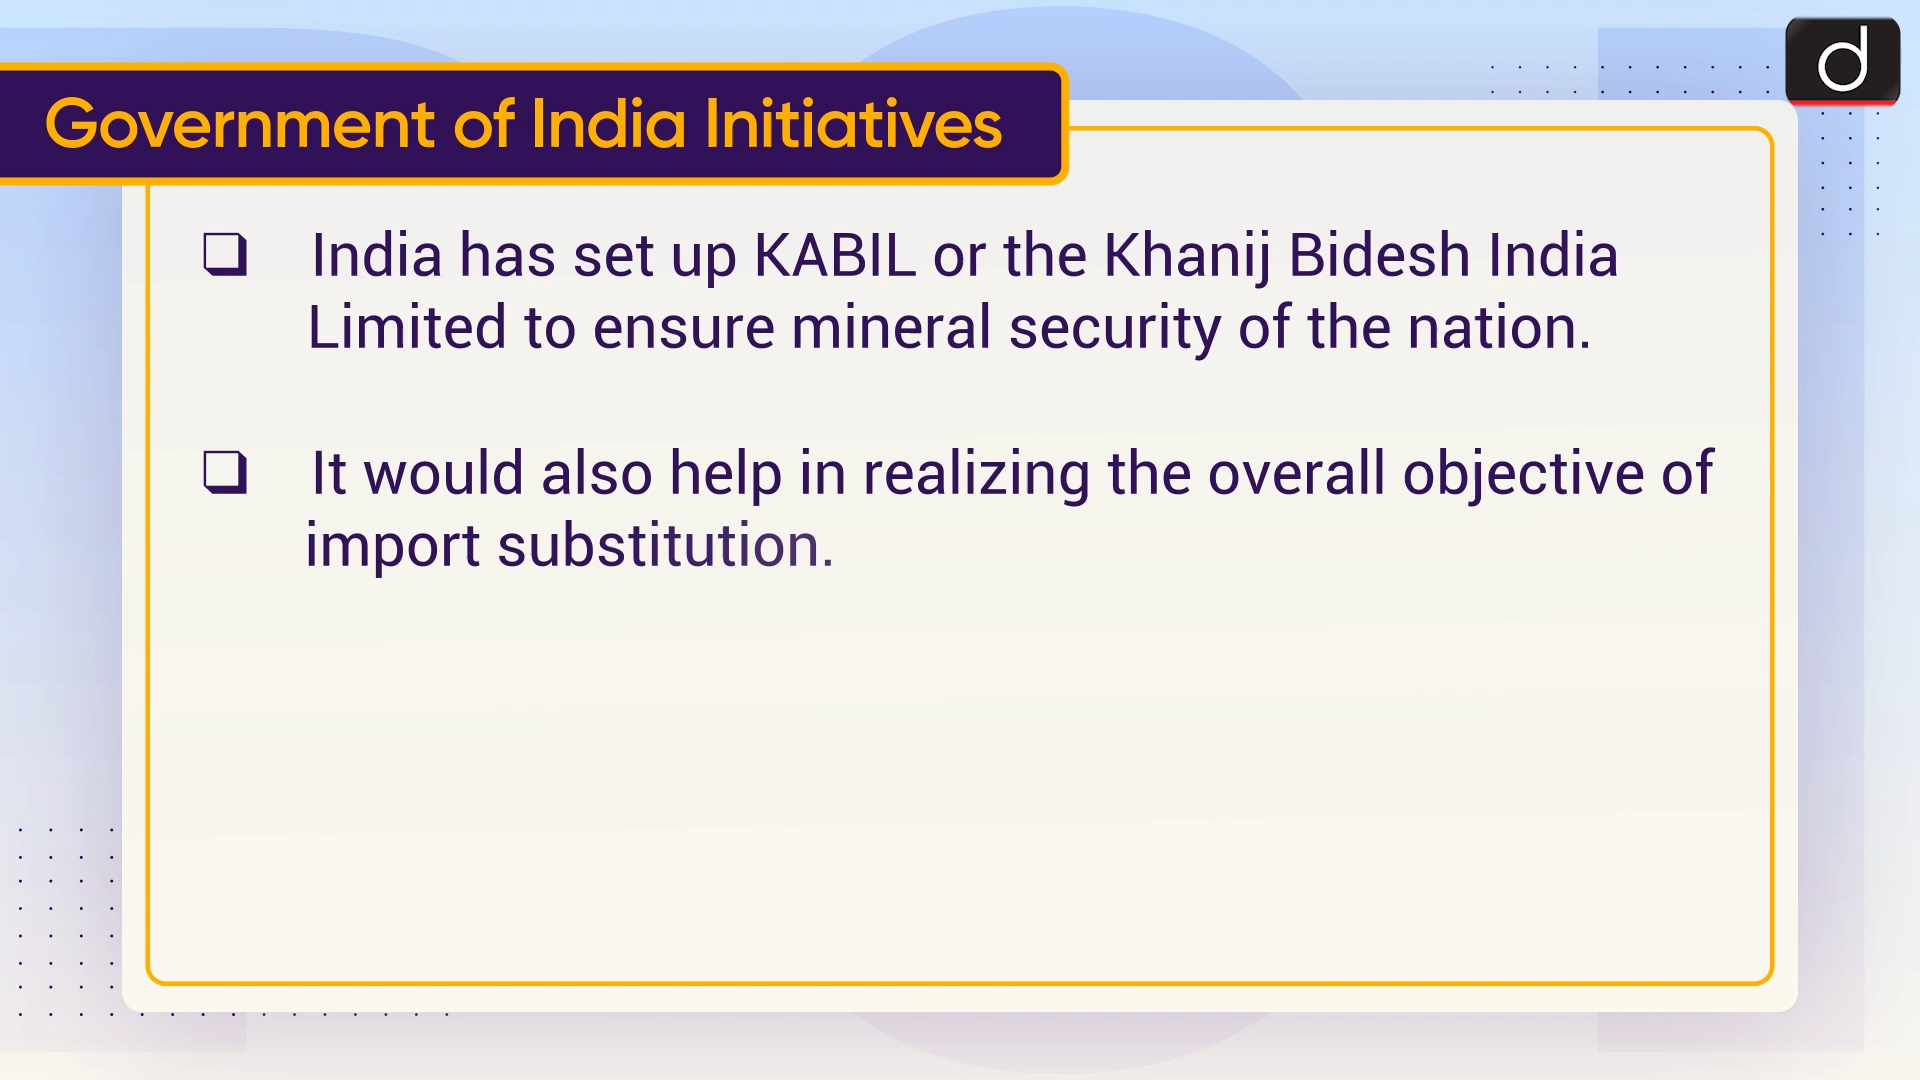 d
Government of India Initiatives
❑ India has set up KABIL or the Khanij Bidesh India
Limited to ensure mineral security of the nation.
❑ It would also help in realizing the overall objective of
import substitution.